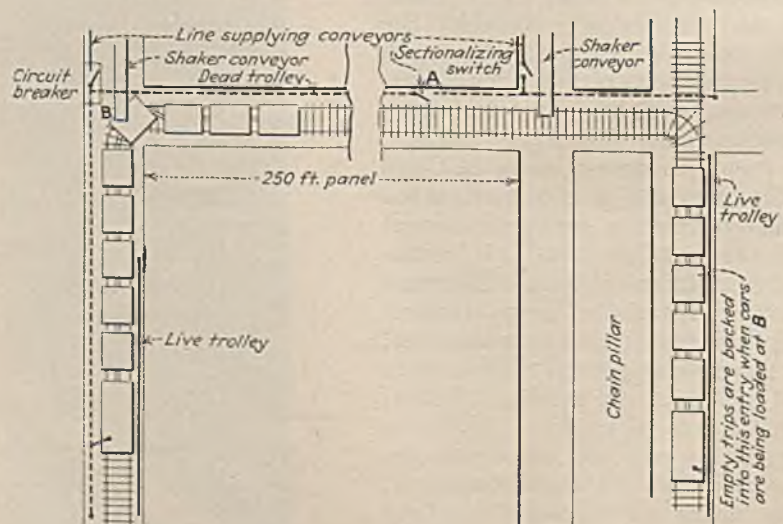 Line supplying conveyors
Shaker conveyor
Dead trolley
Sectionalizing
switch
A
Shaker
conveyor
Circuit
breaker
B
250 ft. panel
Live
trolley
Live trolley
Chain pillar
Empty trips are backed
into this entry when cars
are being loaded at B